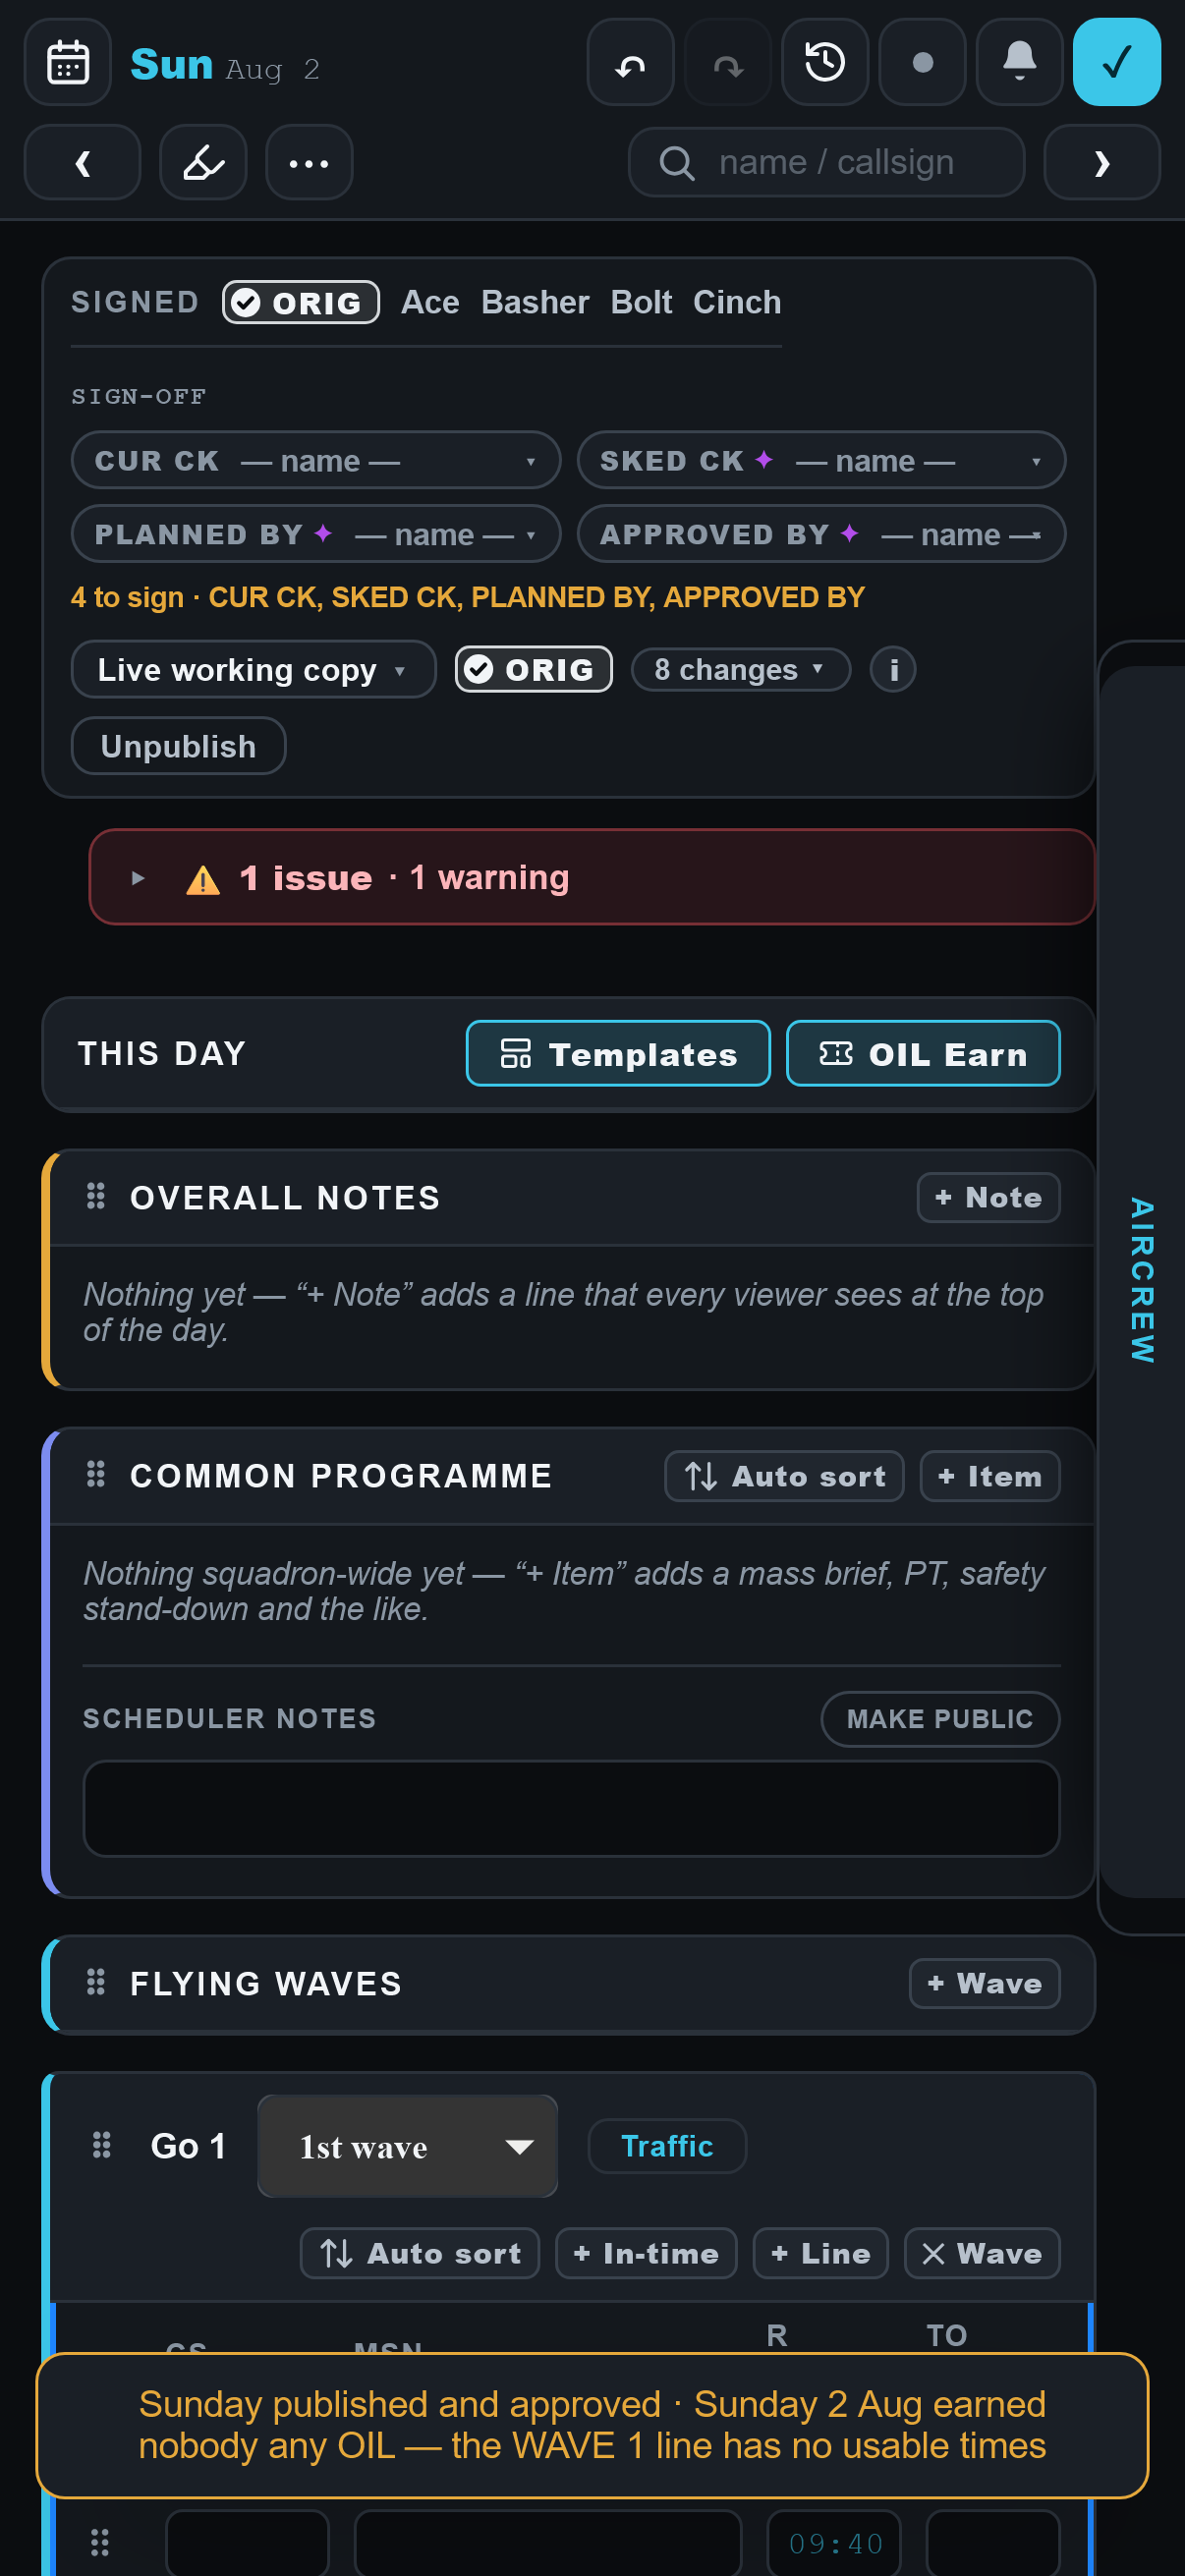 Sun Aug 2
name / callsign
SIGNED ORIG Ace Basher Bolt Cinch
SIGN-OFF
CUR CK — name —
SKED CK — name —
PLANNED BY — name —
APPROVED BY — name —
4 to sign · CUR CK, SKED CK, PLANNED BY, APPROVED BY
Live working copy ORIG 8 changes i
Unpublish
1 issue · 1 warning
THIS DAY Templates OIL Earn
AIRCREW
OVERALL NOTES + Note
Nothing yet — “+ Note” adds a line that every viewer sees at the top
of the day.
COMMON PROGRAMME Auto sort + Item
Nothing squadron-wide yet — “+ Item” adds a mass brief, PT, safety
stand-down and the like.
SCHEDULER NOTES MAKE PUBLIC
FLYING WAVES + Wave
Go 1 1st wave Traffic
Auto sort + In-time + Line × Wave
CS MSN R TO
Sunday published and approved · Sunday 2 Aug earned
nobody any OIL — the WAVE 1 line has no usable times
09:40